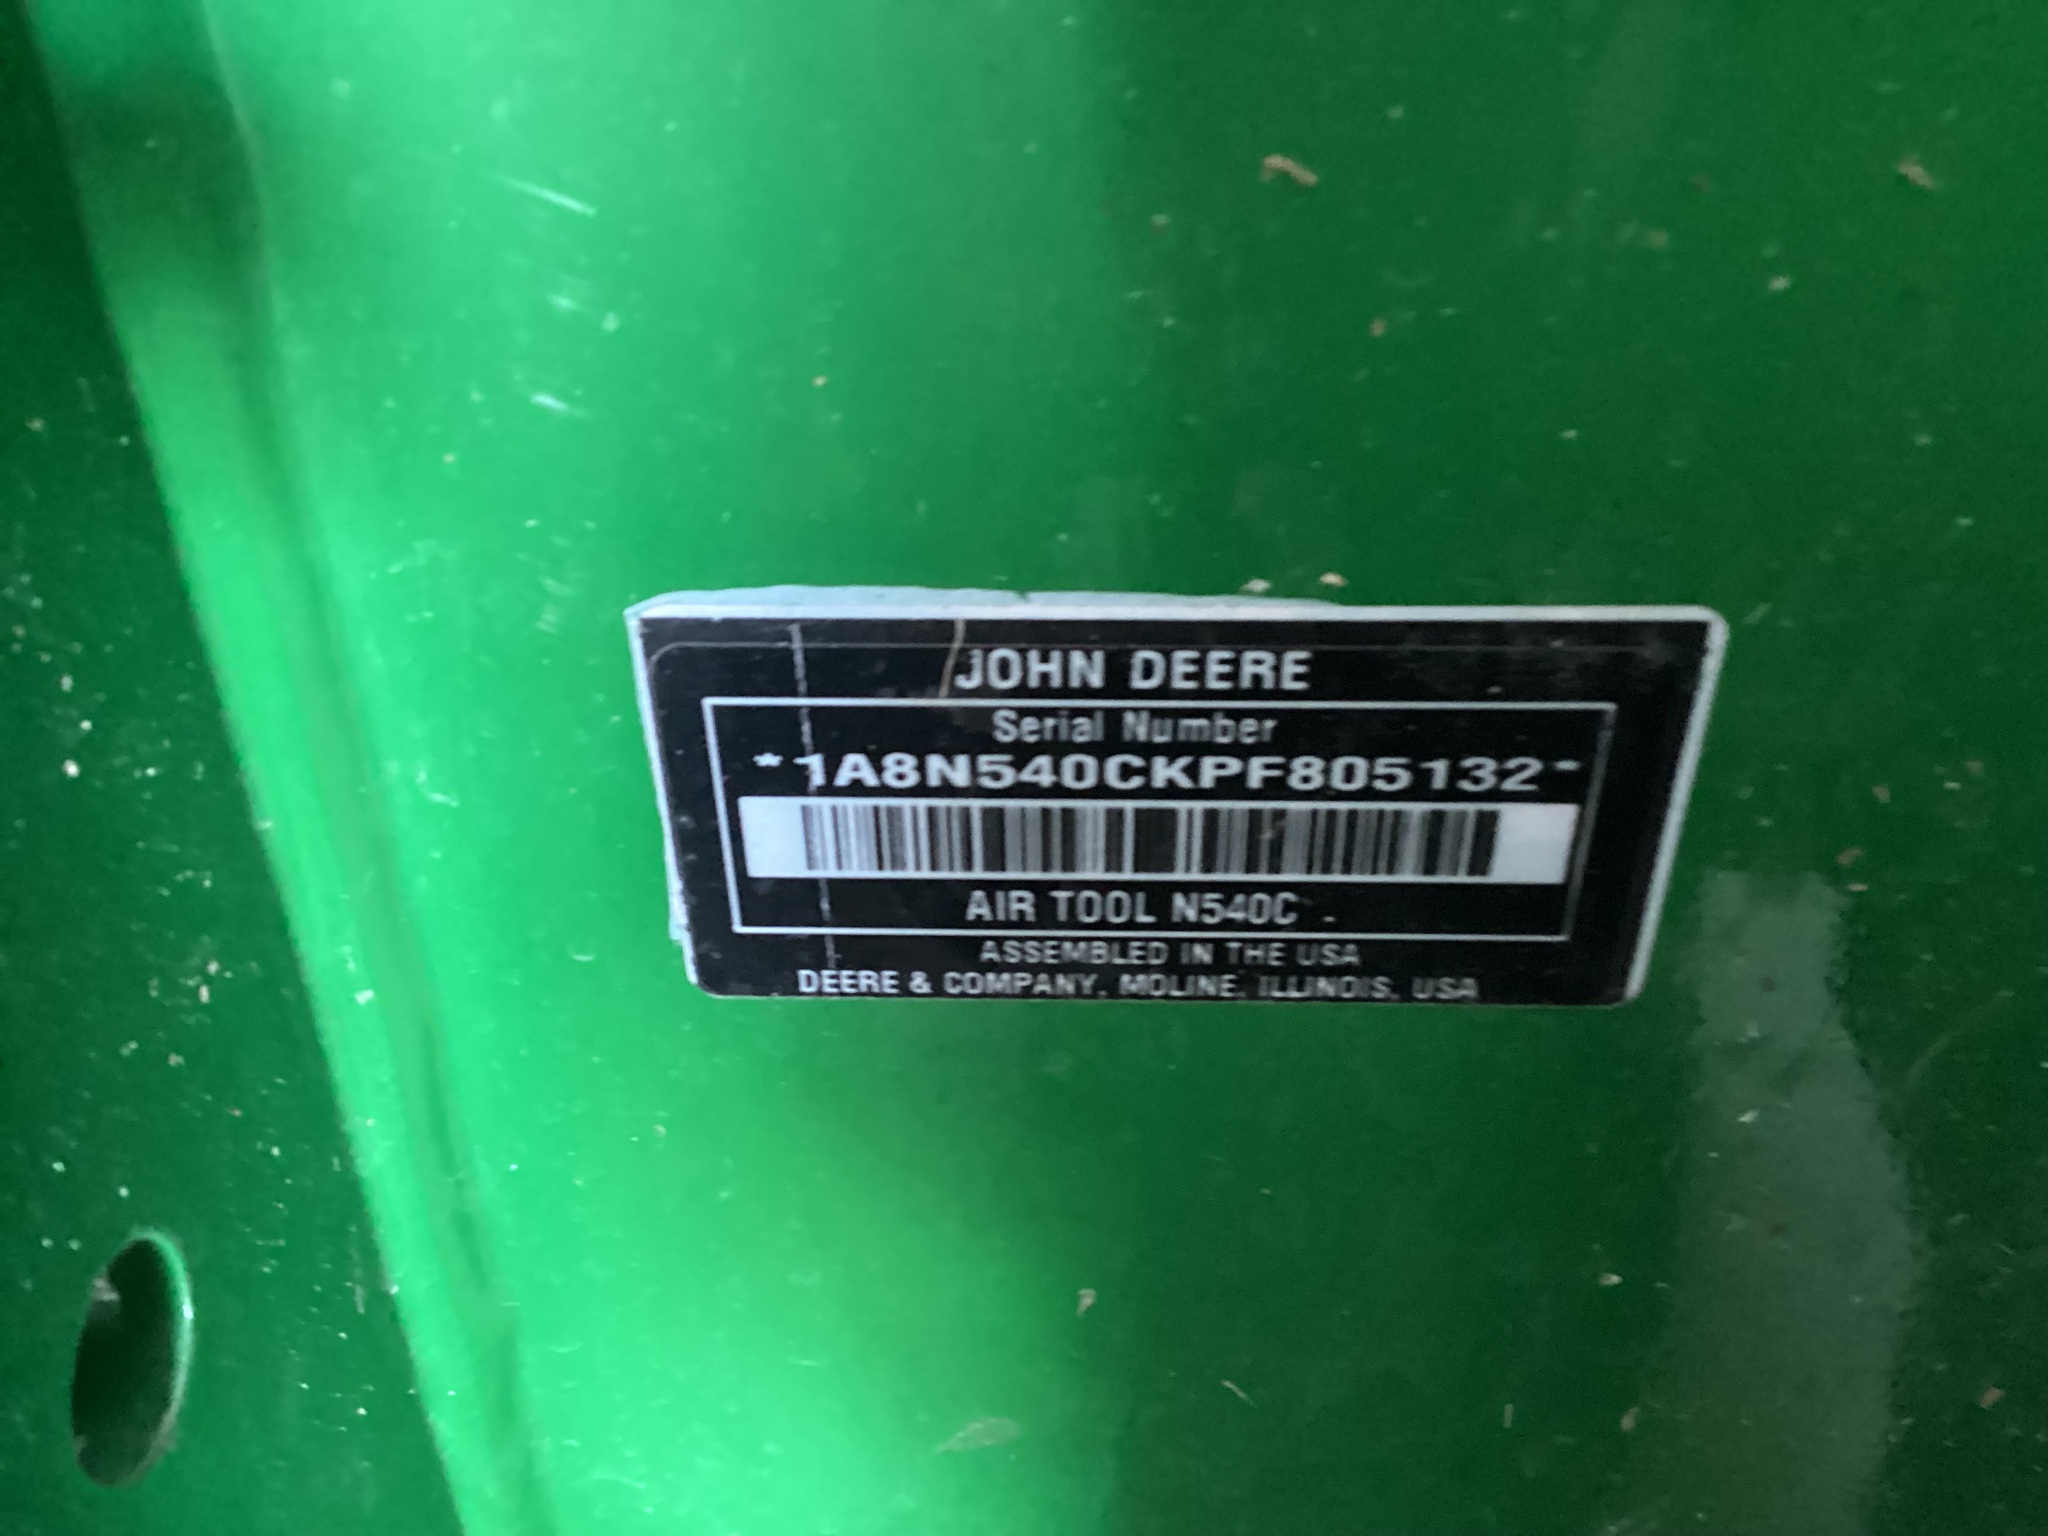 JOHN DEERE
Serial Number
*1A8N540CKPF805132*
AIR TOOL N540C
ASSEMBLED IN THE USA
DEERE & COMPANY, MOLINE, ILLINOIS, USA